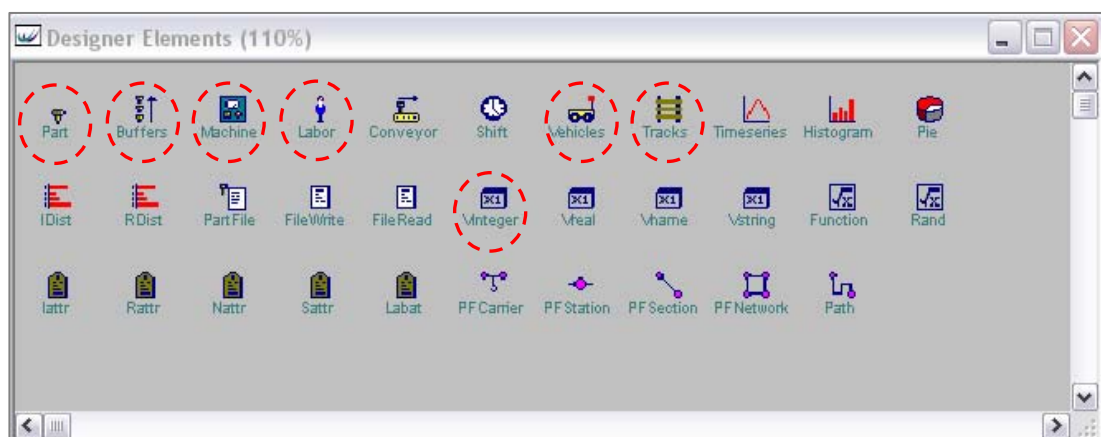 Designer Elements (110%)
Part Buffers Machine Labor Conveyor Shift Vehicles Tracks Timeseries Histogram Pie
IDist RDist PartFile FileWrite FileRead Vinteger Vreal Vname Vstring Function Rand
Iattr Rattr Nattr Sattr Labat PFCarrier PFStation PFSection PFNetwork Path